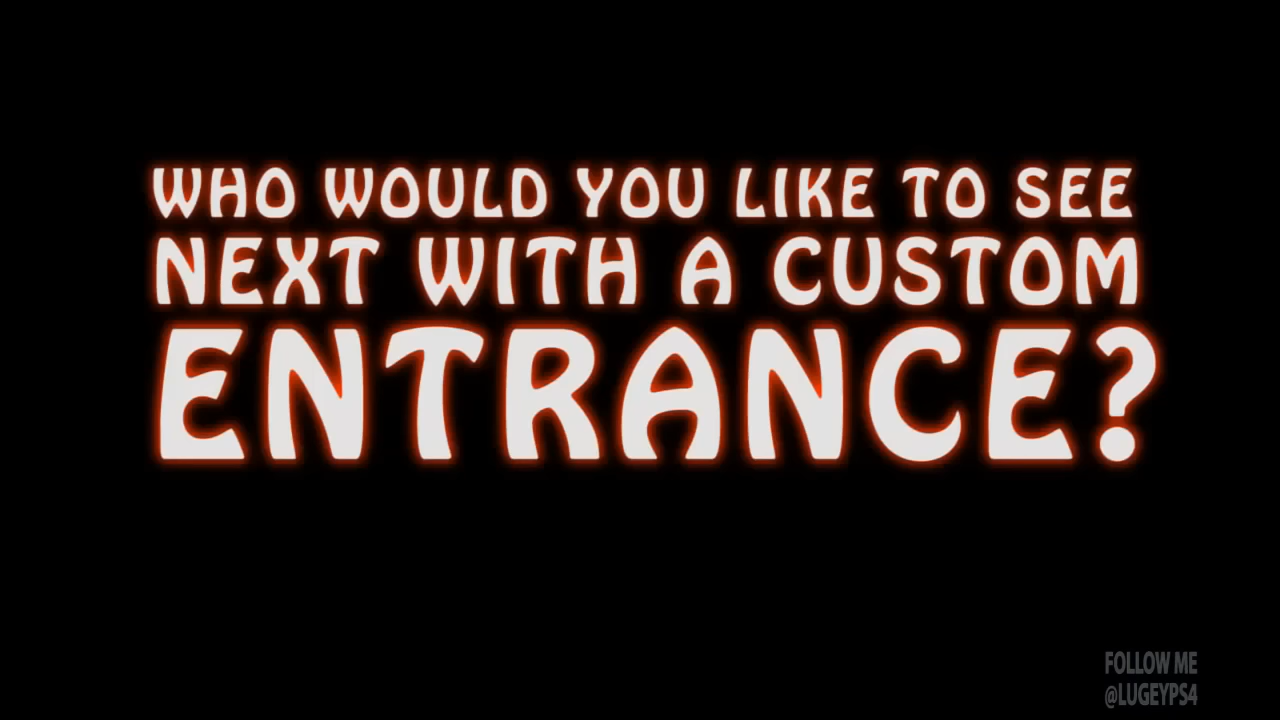 WHO WOULD YOU LIKE TO SEE
NEXT WITH A CUSTOM
ENTRANCE?
FOLLOW ME
@LUGEYPS4